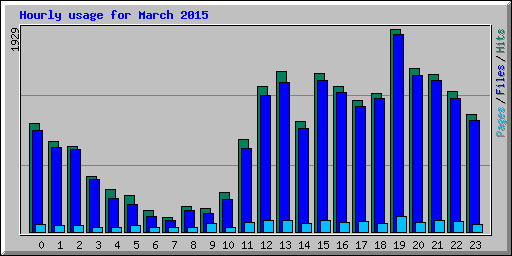 Hourly usage for March 2015
1929
Pages/Files/Hits
0 1 2 3 4 5 6 7 8 9 10 11 12 13 14 15 16 17 18 19 20 21 22 23